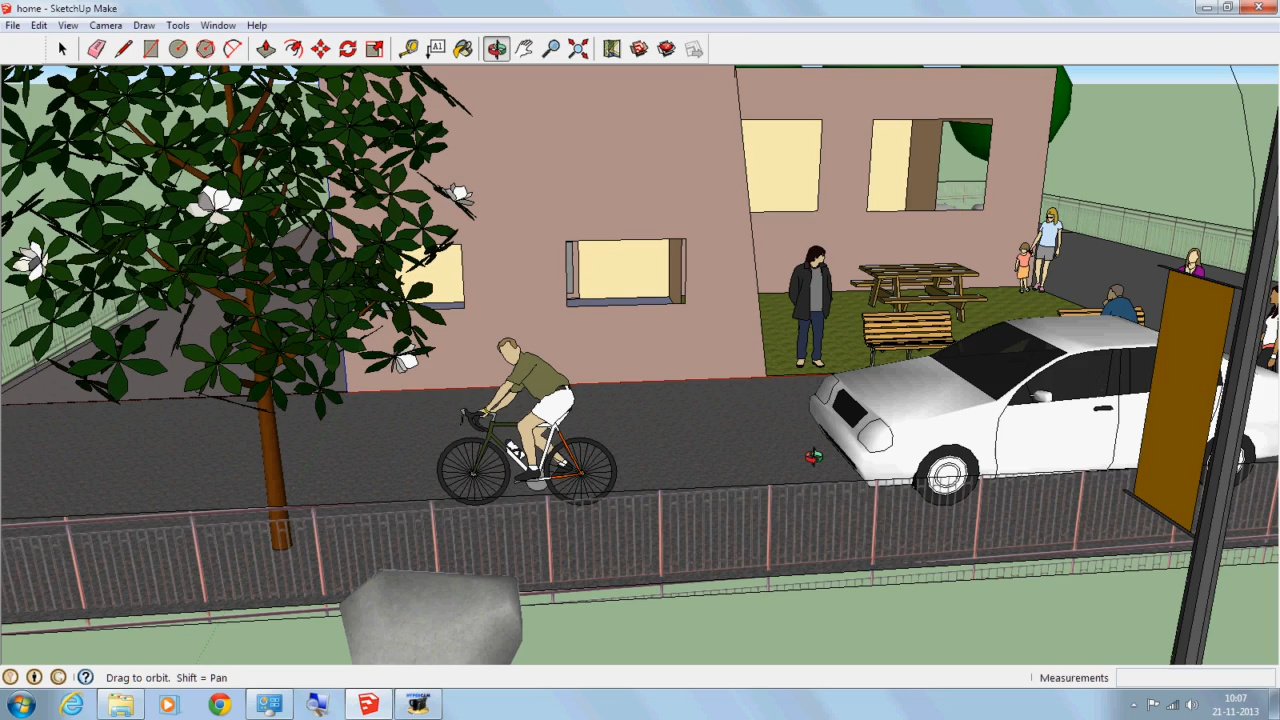 home - SketchUp Make
File Edit View Camera Draw Tools Window Help
A1
Drag to orbit. Shift = Pan
Measurements
10:07
21-11-2013